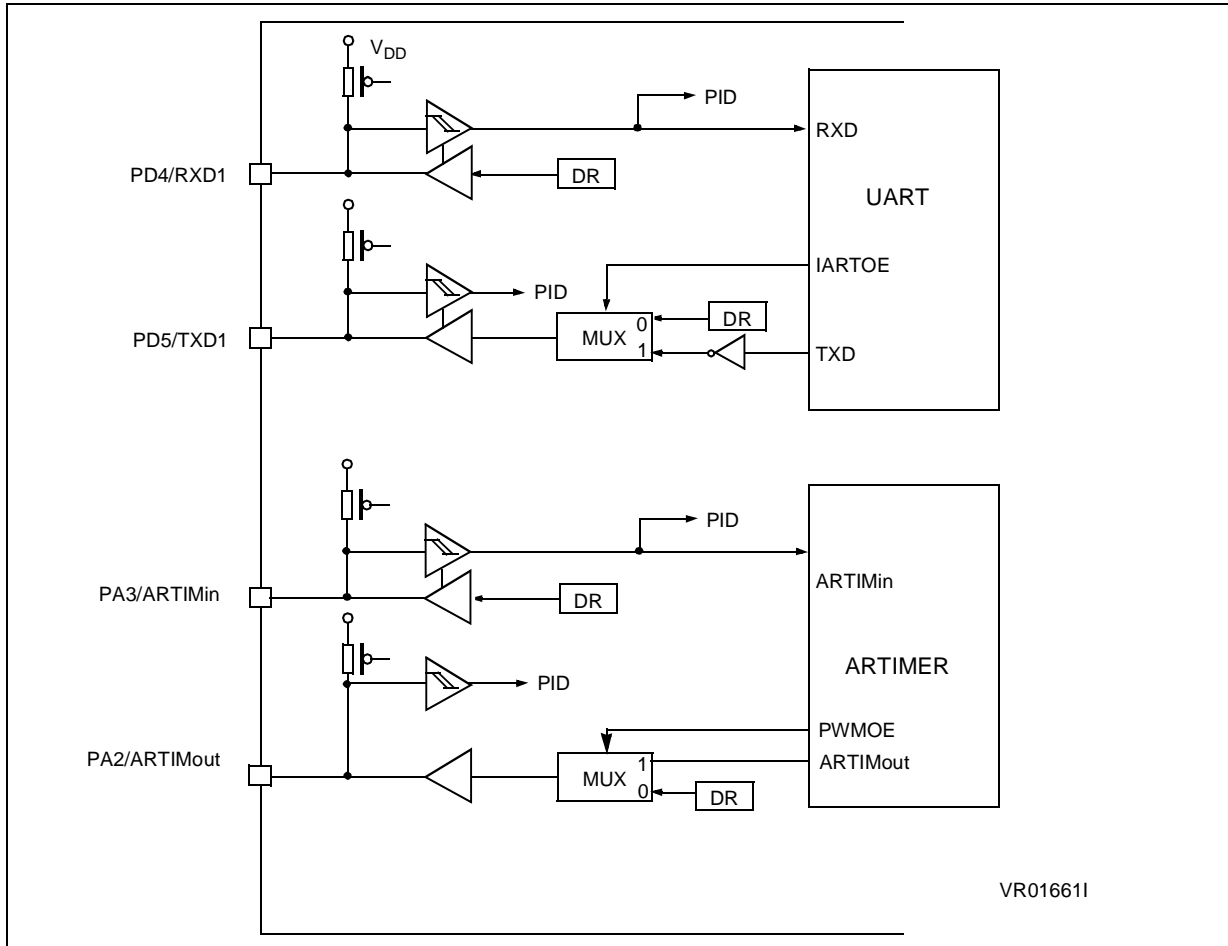 VDD
PID
RXD
PD4/RXD1
DR
UART
IARTOE
PID
DR
PD5/TXD1
MUX
0
1
TXD
PID
ARTIMin
PA3/ARTIMin
DR
ARTIMER
PID
PWMOE
PA2/ARTIMout
MUX
1
0
ARTIMout
DR
VR01661I